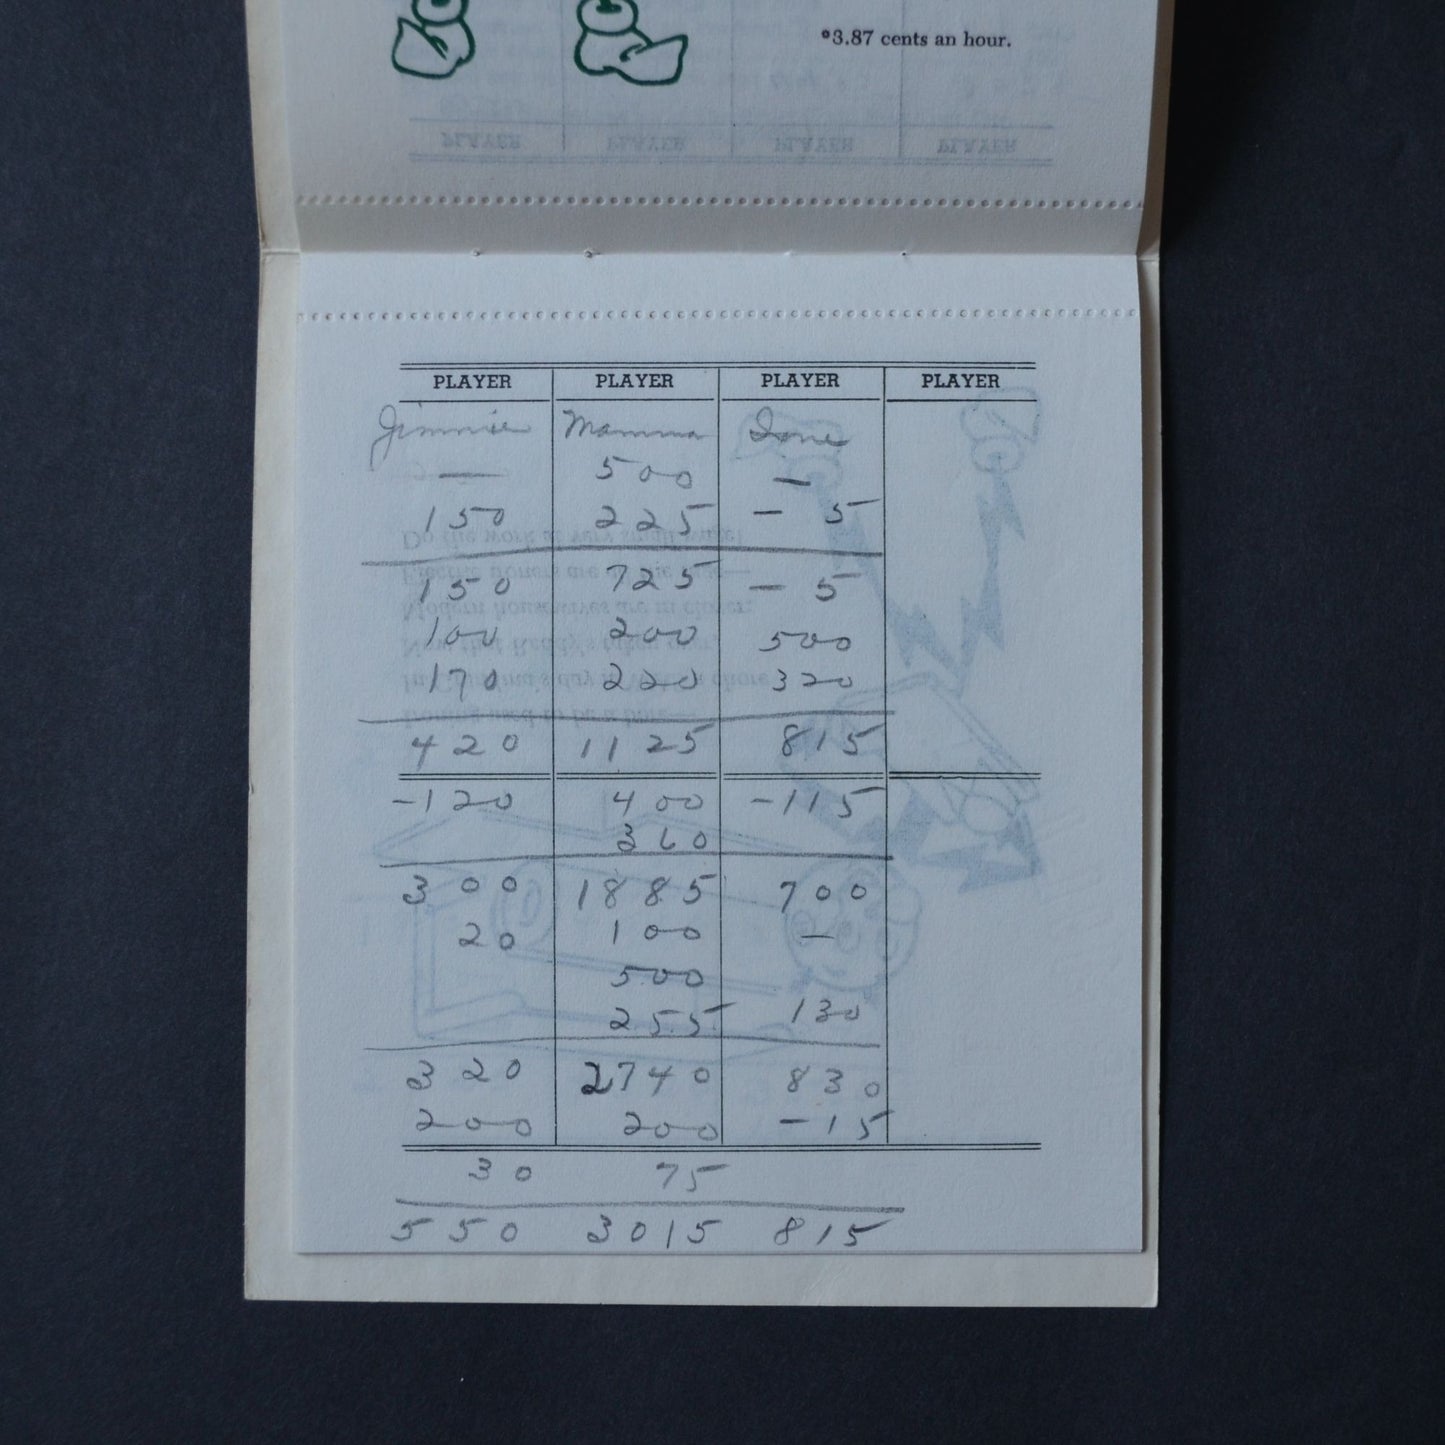 *3.87 cents an hour.
PLAYER PLAYER PLAYER PLAYER
Jimmie Mamma Ione
— 500 —
150 225 - 5
150 725 - 5
100 200 500
170 220 320
420 1125 815
-120 400 -115
360
300 1885 700
20 100 —
500
255 130
320 2740 830
200 200 -15
30 75
550 3015 815